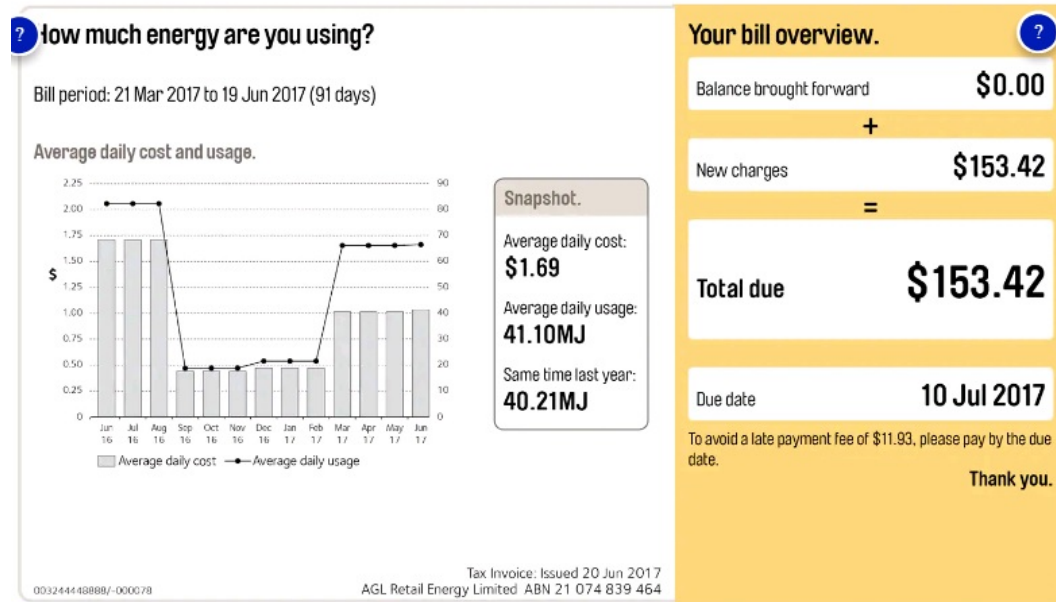 ?
How much energy are you using?
Bill period: 21 Mar 2017 to 19 Jun 2017 (91 days)
Average daily cost and usage.
2.25
2.00
1.75
1.50
1.25
1.00
0.75
0.50
0.25
0
$
90
80
70
60
50
40
30
20
10
0
Jun Jul Aug Sep Oct Nov Dec Jan Feb Mar Apr May Jun
16 16 16 16 16 16 16 17 17 17 17 17 17
Average daily cost Average daily usage
Snapshot.
Average daily cost:
$1.69
Average daily usage:
41.10MJ
Same time last year:
40.21MJ
003244448888/-000078
Tax Invoice: Issued 20 Jun 2017
AGL Retail Energy Limited ABN 21 074 839 464
Your bill overview.
?
Balance brought forward $0.00
+
New charges $153.42
=
Total due $153.42
Due date 10 Jul 2017
To avoid a late payment fee of $11.93, please pay by the due
date.
Thank you.